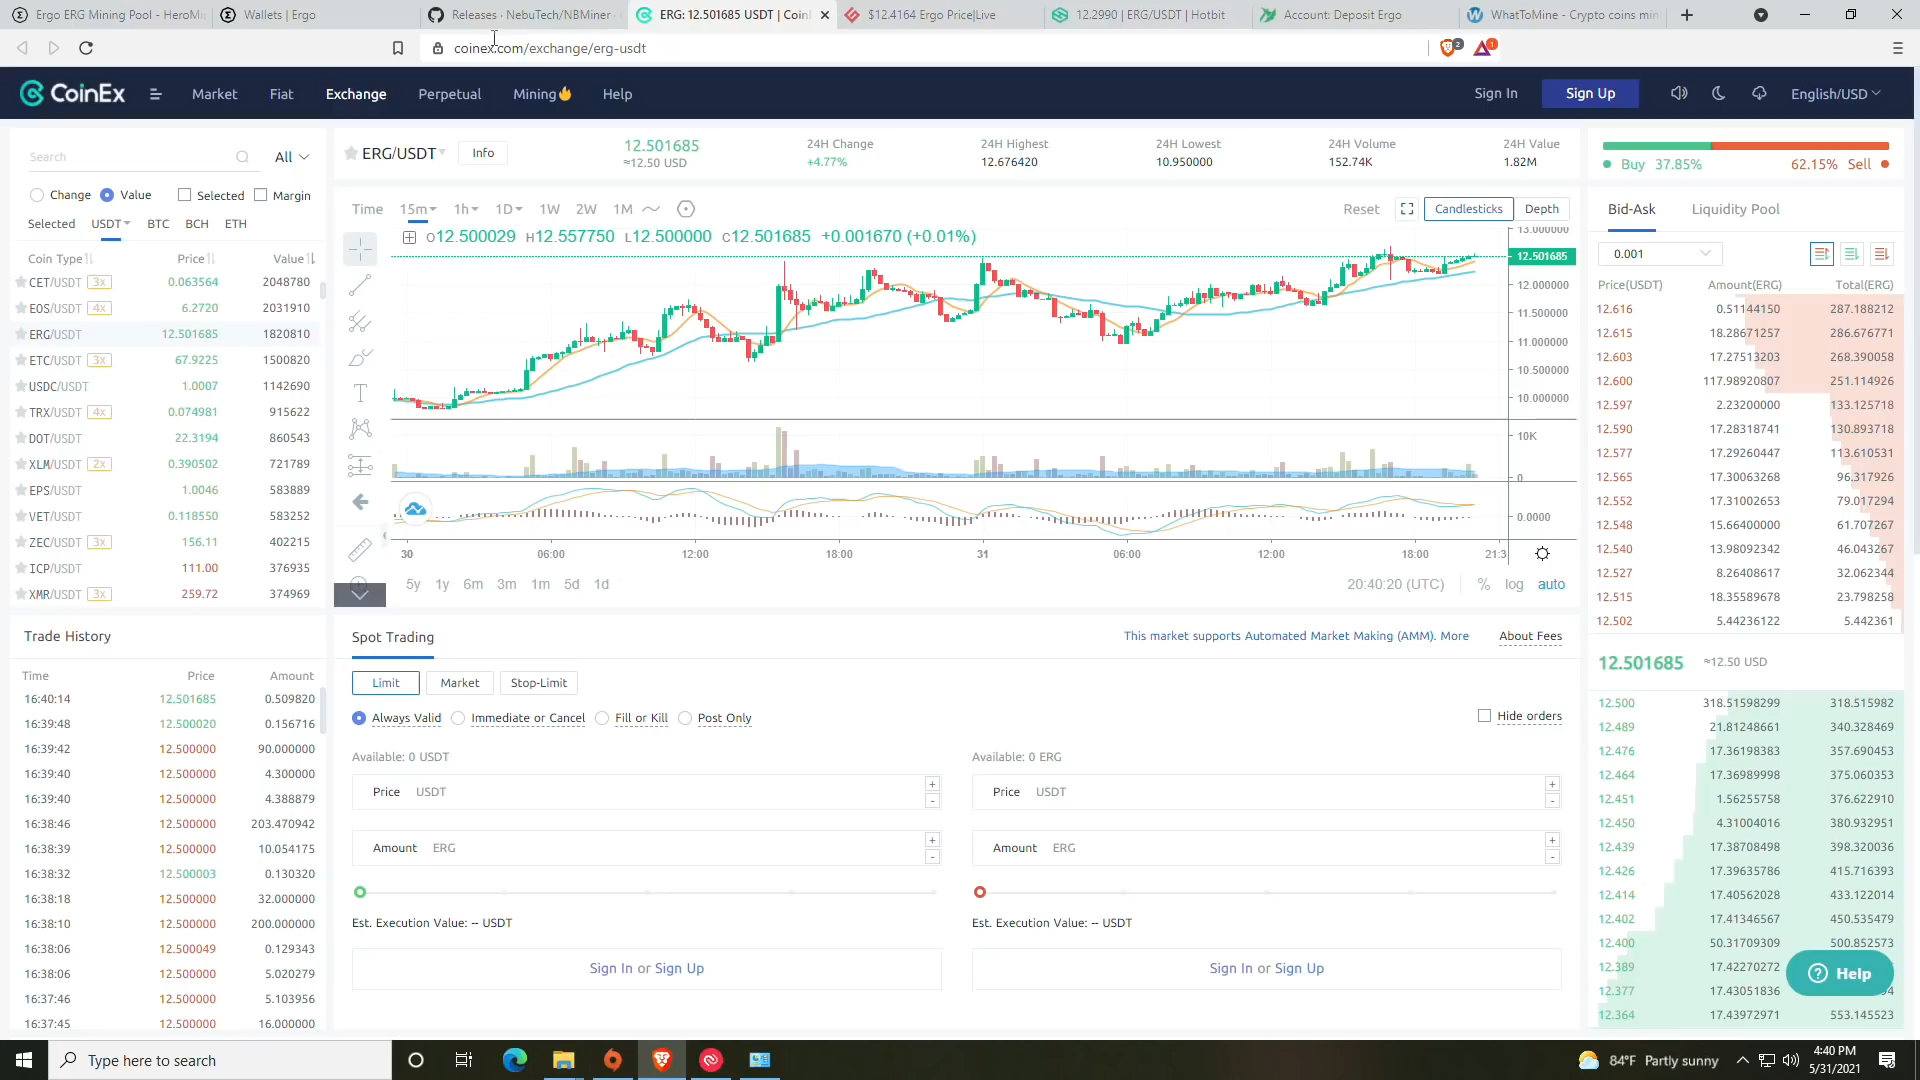 Ergo ERG Mining Pool - HeroMi
Wallets | Ergo
Releases · NebuTech/NBMiner ·
ERG: 12.501685 USDT | CoinE
$12.4164 Ergo Price|Live
12.2990 | ERG/USDT | Hotbit
Account: Deposit Ergo
WhatToMine - Crypto coins min
coinex.com/exchange/erg-usdt
2
1
CoinEx
Market
Fiat
Exchange
Perpetual
Mining
Help
Sign In
Sign Up
English/USD
Search
All
ERG/USDT
Info
12.501685
≈12.50 USD
24H Change
+4.77%
24H Highest
12.676420
24H Lowest
10.950000
24H Volume
152.74K
24H Value
1.82M
Buy 37.85%
62.15% Sell
Change
Value
Selected
Margin
Selected USDT BTC BCH ETH
Coin Type Price Value
CET/USDT 3x 0.063564 2048780
EOS/USDT 4x 6.2720 2031910
ERG/USDT 12.501685 1820810
ETC/USDT 3x 67.9225 1500820
USDC/USDT 1.0007 1142690
TRX/USDT 4x 0.074981 915622
DOT/USDT 22.3194 860543
XLM/USDT 2x 0.390502 721789
EPS/USDT 1.0046 583889
VET/USDT 0.118550 583252
ZEC/USDT 3x 156.11 402215
ICP/USDT 111.00 376935
XMR/USDT 3x 259.72 374969
Time 15m 1h 1D 1W 2W 1M
Reset
Candlesticks
Depth
O12.500029 H12.557750 L12.500000 C12.501685 +0.001670 (+0.01%)
13.000000
12.501685
12.000000
11.500000
11.000000
10.500000
10.000000
10K
0
0.0000
30 06:00 12:00 18:00 31 06:00 12:00 18:00 21:3
5y 1y 6m 3m 1m 5d 1d
20:40:20 (UTC)
% log auto
Bid-Ask
Liquidity Pool
0.001
Price(USDT) Amount(ERG) Total(ERG)
12.616 0.51144150 287.188212
12.615 18.28671257 286.676771
12.603 17.27513203 268.390058
12.600 117.98920807 251.114926
12.597 2.23200000 133.125718
12.590 17.28318741 130.893718
12.577 17.29260447 113.610531
12.565 17.30063268 96.317926
12.552 17.31002653 79.017294
12.548 15.66400000 61.707267
12.540 13.98092342 46.043267
12.527 8.26408617 32.062344
12.515 18.35589678 23.798258
12.502 5.44236122 5.442361
12.501685 ≈12.50 USD
12.500 318.51598299 318.515982
12.489 21.81248661 340.328469
12.476 17.36198383 357.690453
12.464 17.36989998 375.060353
12.451 1.56255758 376.622910
12.450 4.31004016 380.932951
12.439 17.38708498 398.320036
12.426 17.39635786 415.716393
12.414 17.40562028 433.122014
12.402 17.41346567 450.535479
12.400 50.31709309 500.852573
12.389 17.42270272
12.377 17.43051836
12.364 17.43972971 553.145523
Help
Trade History
Time Price Amount
16:40:14 12.501685 0.509820
16:39:48 12.500020 0.156716
16:39:42 12.500000 90.000000
16:39:40 12.500000 4.300000
16:39:40 12.500000 4.388879
16:38:46 12.500000 203.470942
16:38:39 12.500000 10.054175
16:38:32 12.500003 0.130320
16:38:18 12.500000 32.000000
16:38:10 12.500000 200.000000
16:38:06 12.500049 0.129343
16:38:06 12.500000 5.020279
16:37:46 12.500000 5.103956
16:37:45 12.500000 16.000000
Spot Trading
This market supports Automated Market Making (AMM). More
About Fees
Limit
Market
Stop-Limit
Always Valid
Immediate or Cancel
Fill or Kill
Post Only
Hide orders
Available: 0 USDT
Price USDT
+
-
Amount ERG
+
-
Est. Execution Value: -- USDT
Sign In or Sign Up
Available: 0 ERG
Price USDT
+
-
Amount ERG
+
-
Est. Execution Value: -- USDT
Sign In or Sign Up
Type here to search
84°F Partly sunny
4:40 PM
5/31/2021